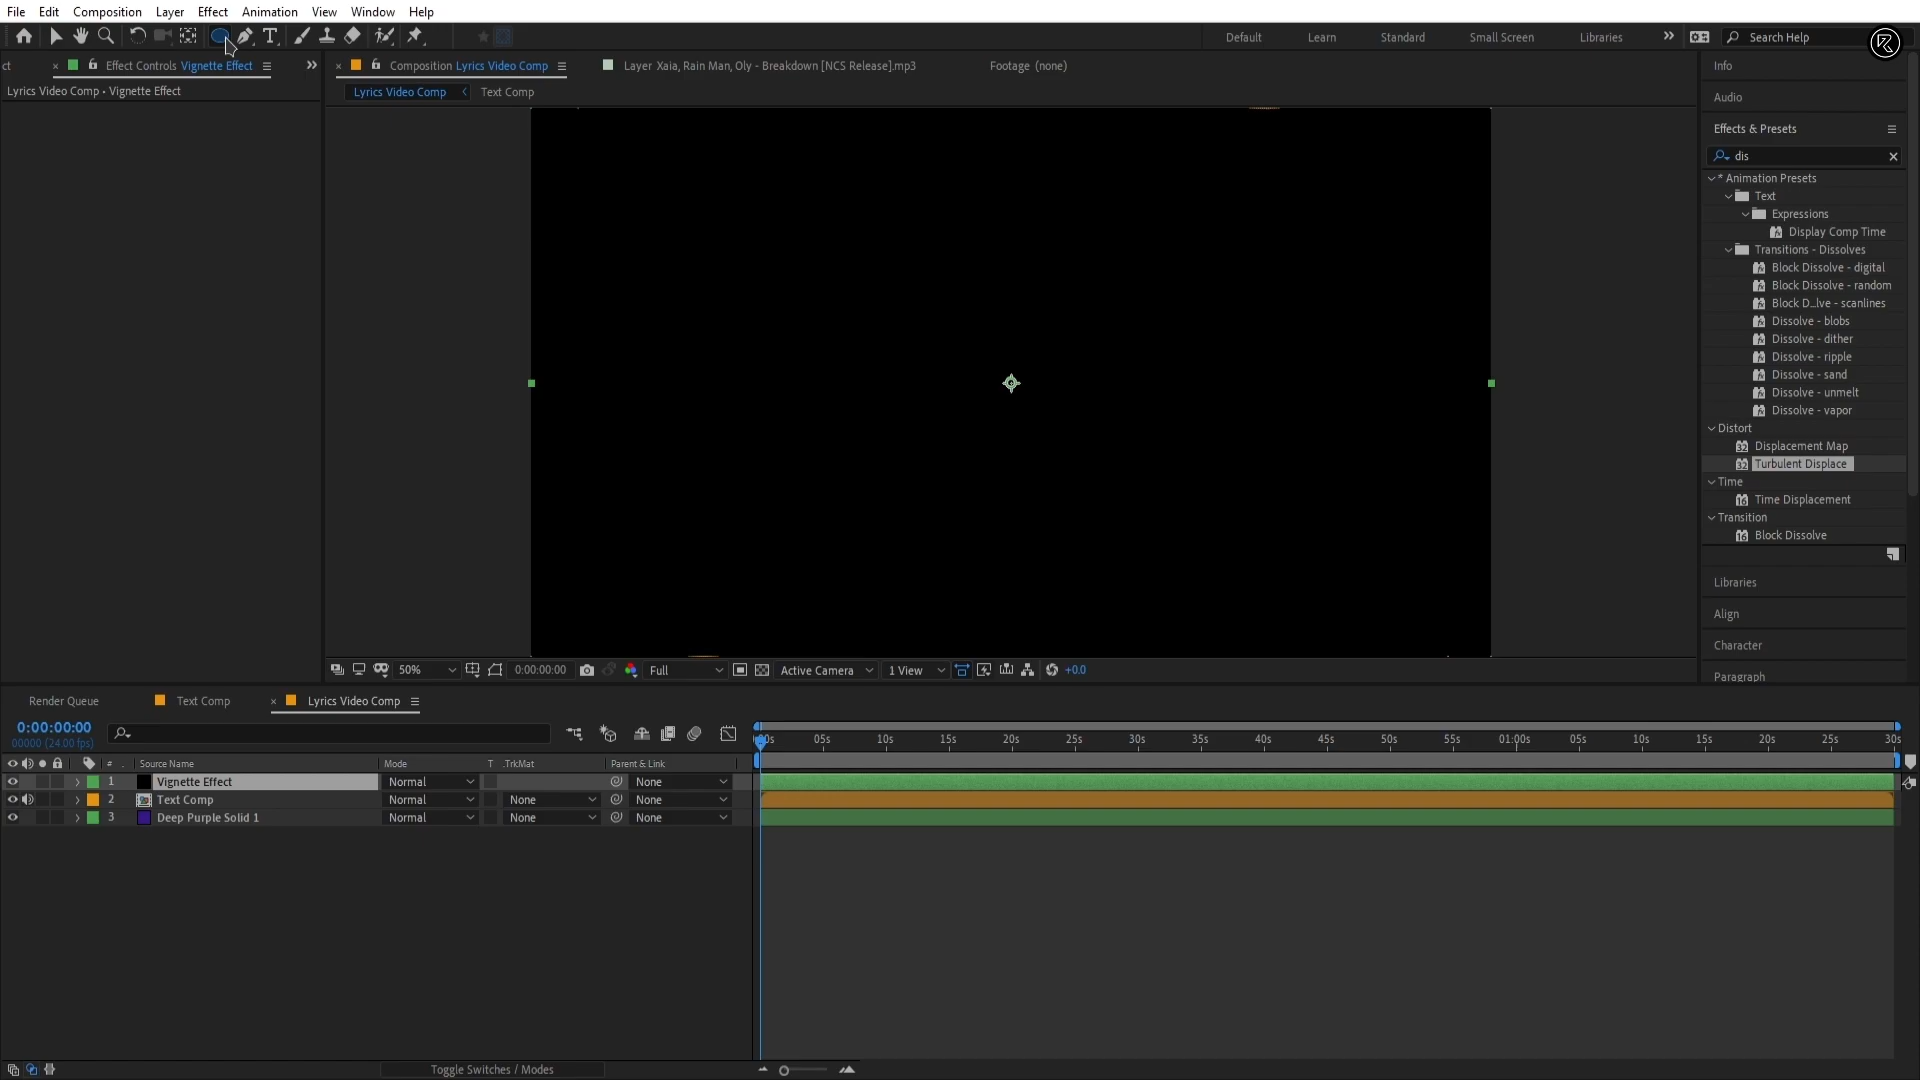 File Edit Composition Layer Effect Animation View Window Help
Default Learn Standard Small Screen Libraries Search Help
ct Effect Controls Vignette Effect
Composition Lyrics Video Comp Layer Xaia, Rain Man, Oly - Breakdown [NCS Release].mp3 Footage (none)
Info
Lyrics Video Comp • Vignette Effect
Lyrics Video Comp Text Comp
Audio
Effects & Presets
dis
* Animation Presets
Text
Expressions
Display Comp Time
Transitions - Dissolves
Block Dissolve - digital
Block Dissolve - random
Block D...lve - scanlines
Dissolve - blobs
Dissolve - dither
Dissolve - ripple
Dissolve - sand
Dissolve - unmelt
Dissolve - vapor
Distort
32 Displacement Map
32 Turbulent Displace
Time
16 Time Displacement
Transition
16 Block Dissolve
Libraries
Align
Character
Paragraph
50% 0:00:00:00 Full Active Camera 1 View +0.0
Render Queue Text Comp Lyrics Video Comp
0:00:00:00
00000 (24.00 fps)
00s 05s 10s 15s 20s 25s 30s 35s 40s 45s 50s 55s 01:00s 05s 10s 15s 20s 25s 30s
# Source Name Mode T .TrkMat Parent & Link
1 Vignette Effect Normal None
2 Text Comp Normal None None
3 Deep Purple Solid 1 Normal None None
Toggle Switches / Modes